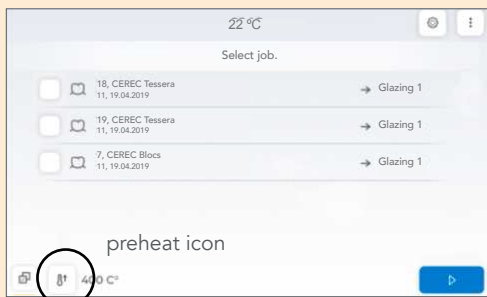 22 °C
Select job.
18, CEREC Tessera
11, 19.04.2019
→ Glazing 1
19, CEREC Tessera
11, 19.04.2019
→ Glazing 1
7, CEREC Blocs
11, 19.04.2019
→ Glazing 1
preheat icon
400 C°